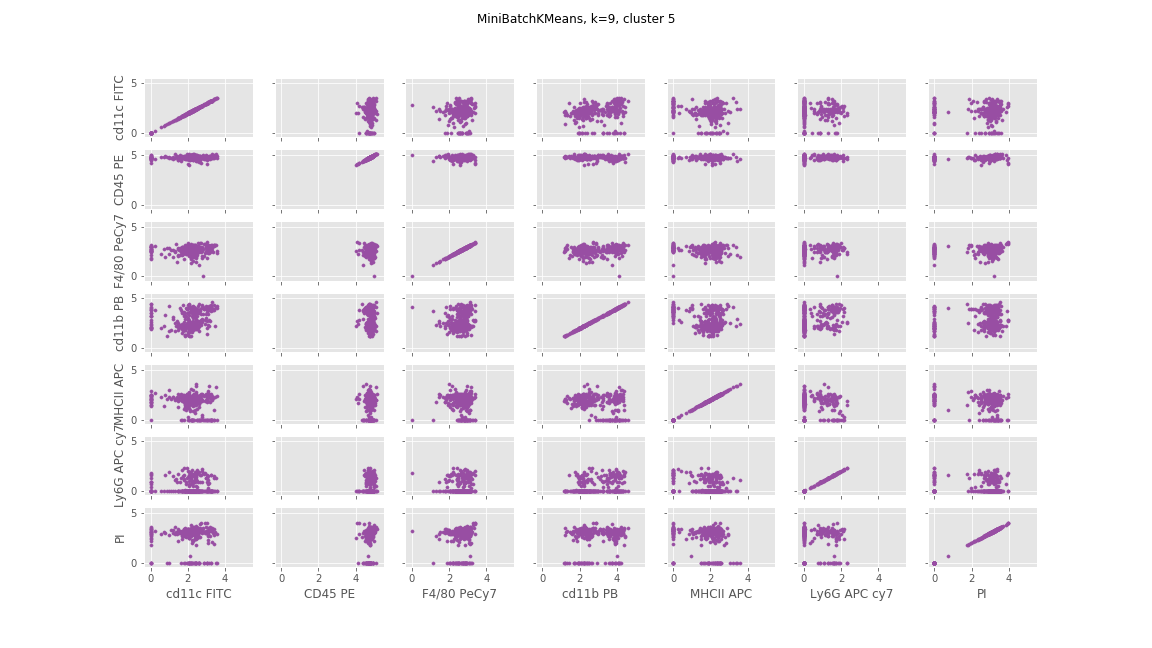 MiniBatchKMeans, k=9, cluster 5
cd11c FITC
5
0
CD45 PE
5
0
F4/80 PeCy7
5
0
cd11b PB
5
0
MHCII APC
5
0
Ly6G APC cy7
5
0
PI
5
0
0 2 4 0 2 4 0 2 4 0 2 4 0 2 4 0 2 4 0 2 4
cd11c FITC CD45 PE F4/80 PeCy7 cd11b PB MHCII APC Ly6G APC cy7 PI